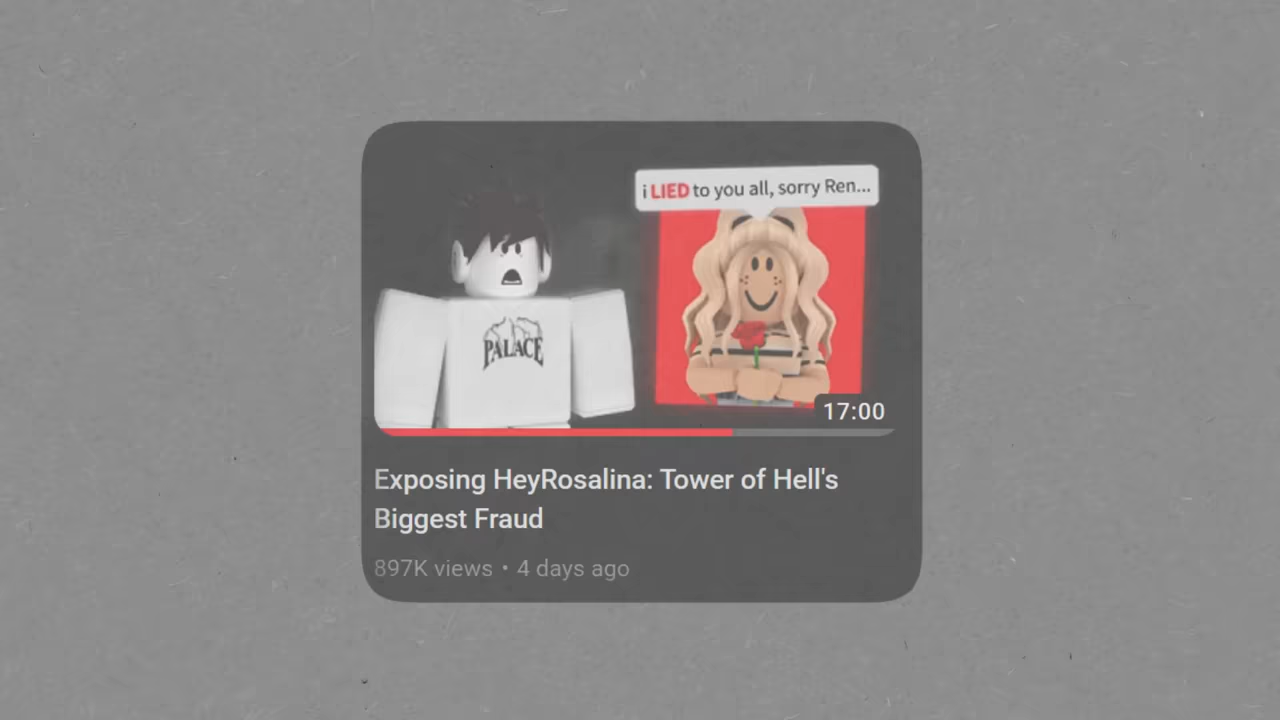 i LIED to you all, sorry Ren...
PALACE
17:00
Exposing HeyRosalina: Tower of Hell's
Biggest Fraud
897K views • 4 days ago